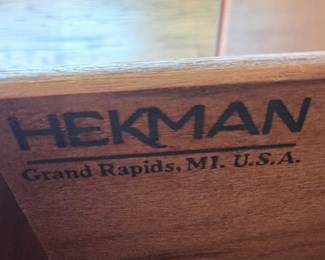 HEKMAN
Grand Rapids, MI. U.S.A.